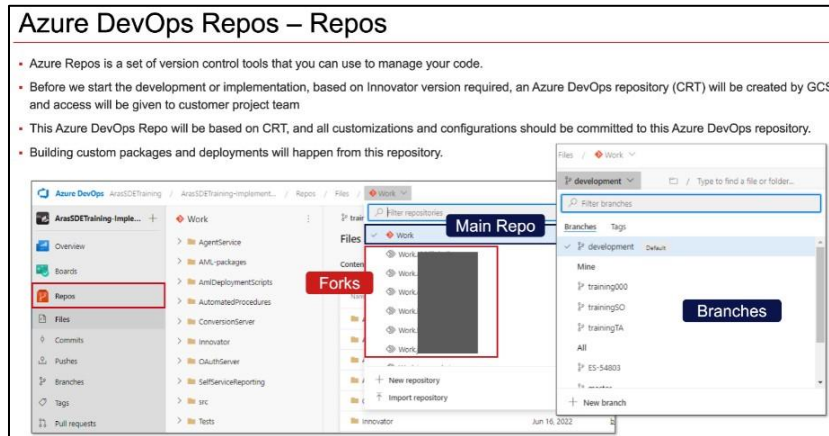 Azure DevOps Repos – Repos
Azure Repos is a set of version control tools that you can use to manage your code.
Before we start the development or implementation, based on Innovator version required, an Azure DevOps repository (CRT) will be created by GCS
and access will be given to customer project team
This Azure DevOps Repo will be based on CRT, and all customizations and configurations should be committed to this Azure DevOps repository.
Building custom packages and deployments will happen from this repository.
Azure DevOps ArasSDETraining / ArasSDETraining-Implement... / Repos / Files / Work
ArasSDETraining-Imple...
Overview
Boards
Repos
Files
Commits
Pushes
Branches
Tags
Pull requests
Work
AgentService
AML-packages
AmlDeploymentScripts
AutomatedProcedures
ConversionServer
Innovator
OAuthServer
SelfServiceReporting
src
Tests
Files
Filter repositories
Work
Main Repo
Forks
Work.
Work.
Work.
Work.
Work.
Work.
New repository
Import repository
Innovator Jun 16, 2022
Files / Work
development / Type to find a file or folder...
Filter branches
Branches Tags
development Default
Mine
training000
trainingSO
trainingTA
Branches
All
ES-54803
New branch